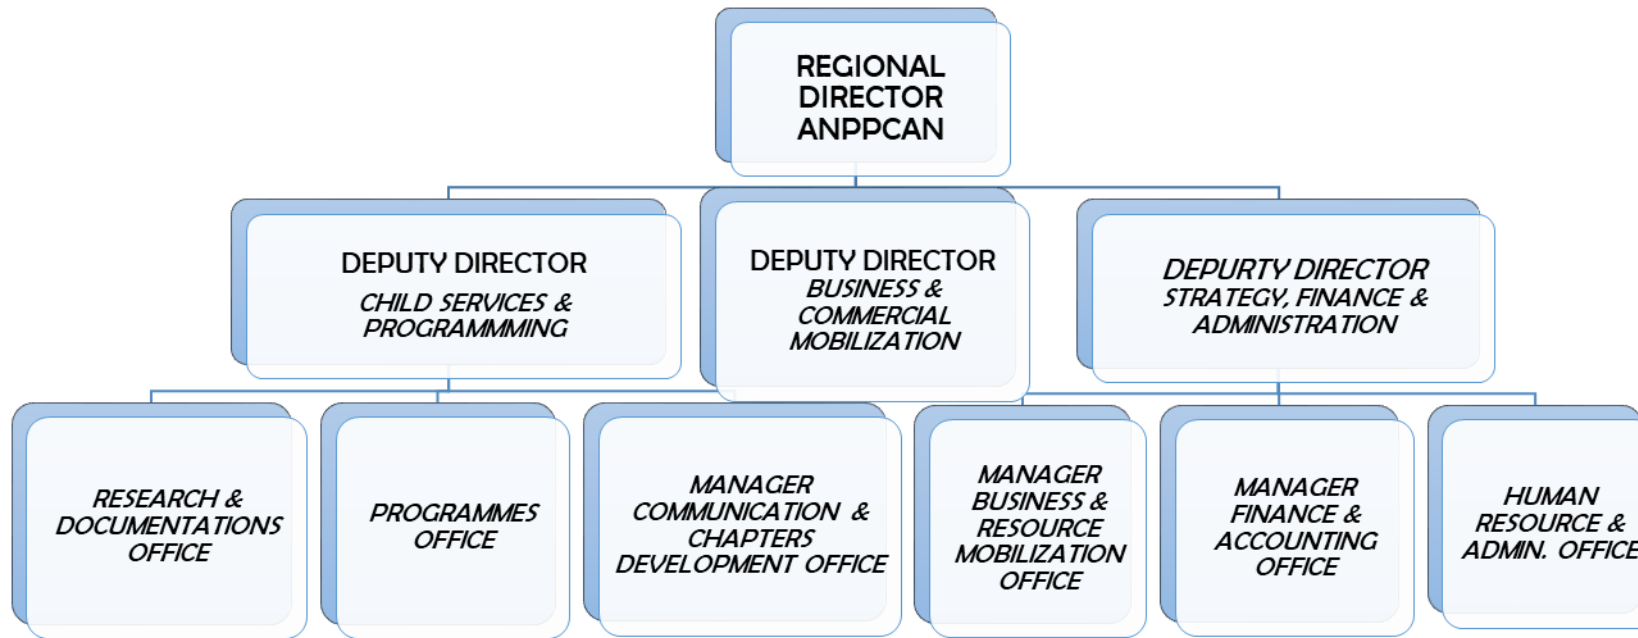 REGIONAL
DIRECTOR
ANPPCAN
DEPUTY DIRECTOR
CHILD SERVICES &
PROGRAMMMING
DEPUTY DIRECTOR
BUSINESS &
COMMERCIAL
MOBILIZATION
DEPURTY DIRECTOR
STRATEGY, FINANCE &
ADMINISTRATION
RESEARCH &
DOCUMENTATIONS
OFFICE
PROGRAMMES
OFFICE
MANAGER
COMMUNICATION &
CHAPTERS
DEVELOPMENT OFFICE
MANAGER
BUSINESS &
RESOURCE
MOBILIZATION
OFFICE
MANAGER
FINANCE &
ACCOUNTING
OFFICE
HUMAN
RESOURCE &
ADMIN. OFFICE